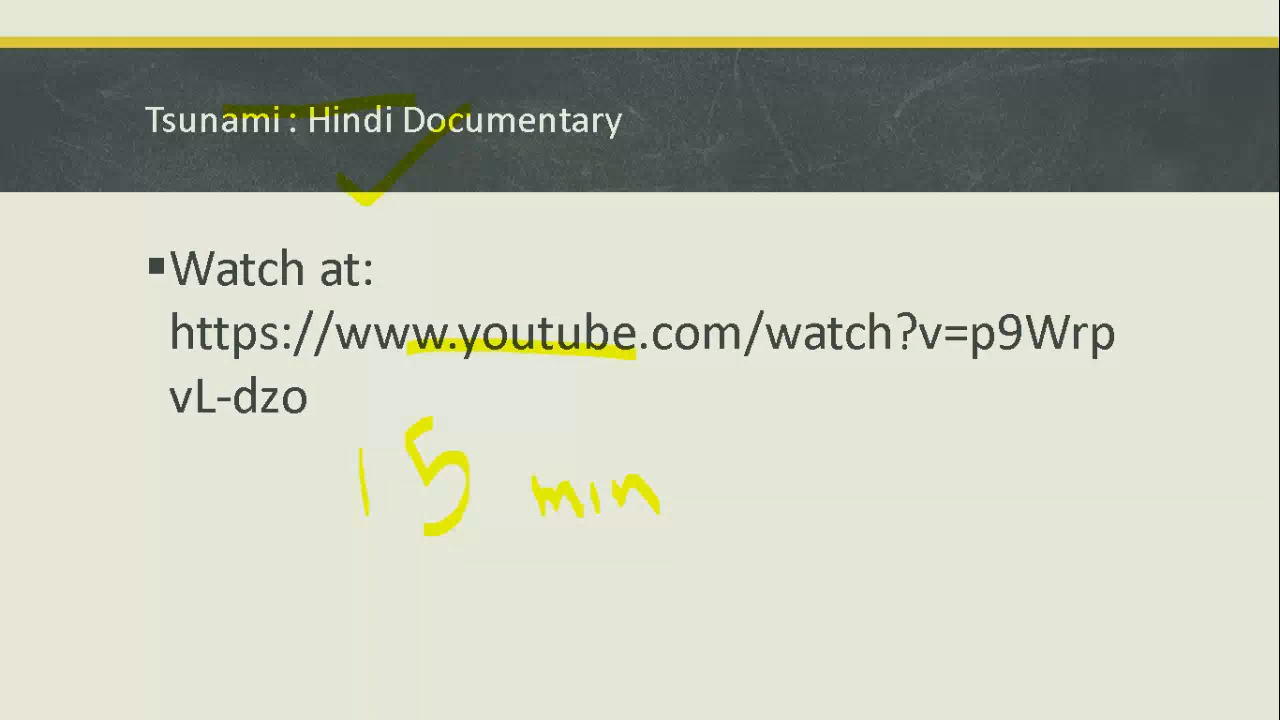 Tsunami : Hindi Documentary
▪Watch at:
https://www.youtube.com/watch?v=p9Wrp
vL-dzo
15 min